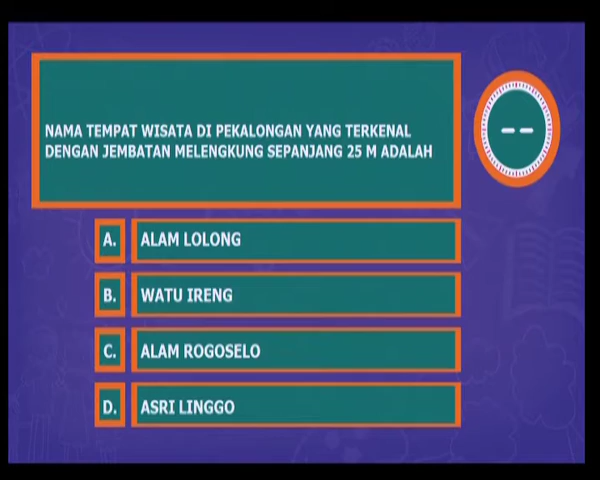 NAMA TEMPAT WISATA DI PEKALONGAN YANG TERKENAL
DENGAN JEMBATAN MELENGKUNG SEPANJANG 25 M ADALAH
--
A. ALAM LOLONG
B. WATU IRENG
C. ALAM ROGOSELO
D. ASRI LINGGO